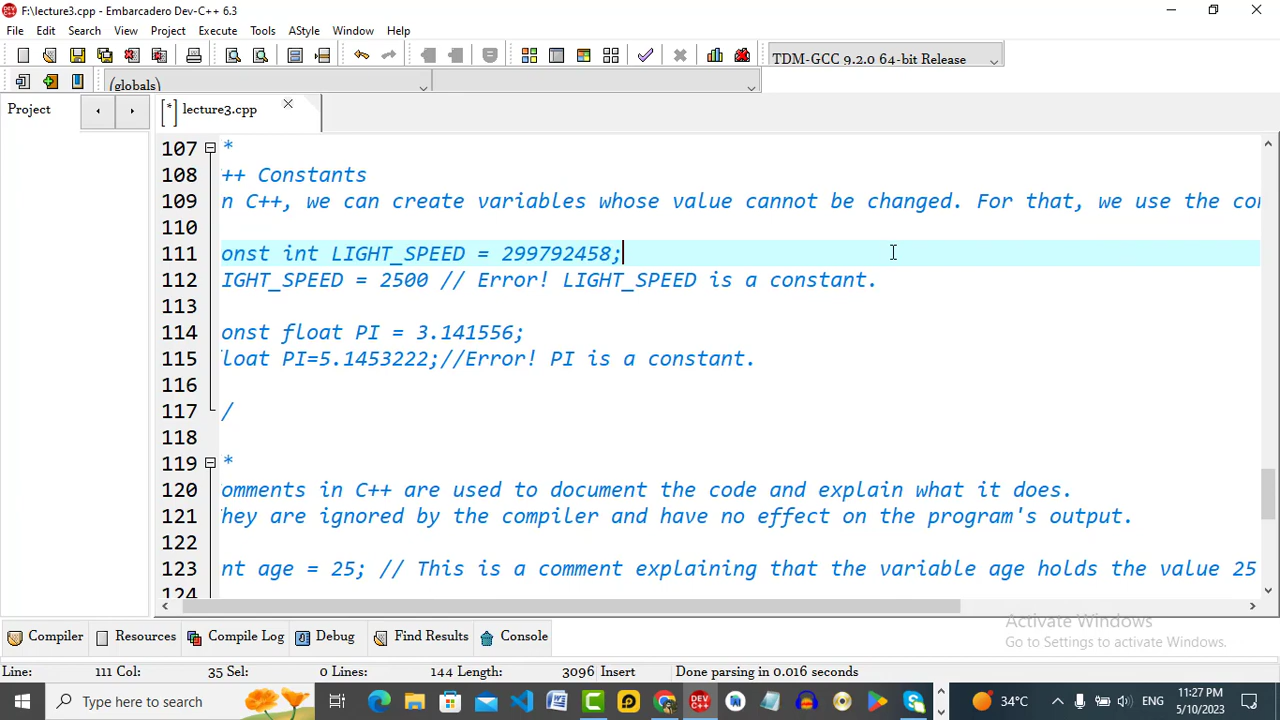 F:\lecture3.cpp - Embarcadero Dev-C++ 6.3
File Edit Search View Project Execute Tools AStyle Window Help
TDM-GCC 9.2.0 64-bit Release
(globals)
Project
[*] lecture3.cpp
107 *
108 ++ Constants
109 n C++, we can create variables whose value cannot be changed. For that, we use the
110
111 onst int LIGHT_SPEED = 299792458;
112 IGHT_SPEED = 2500 // Error! LIGHT_SPEED is a constant.
113
114 onst float PI = 3.141556;
115 loat PI=5.1453222;//Error! PI is a constant.
116
117 /
118
119 *
120 omments in C++ are used to document the code and explain what it does.
121 hey are ignored by the compiler and have no effect on the program's output.
122
123 nt age = 25; // This is a comment explaining that the variable age holds the value 25
124
Activate Windows
Go to Settings to activate Windows.
Compiler Resources Compile Log Debug Find Results Console
Line: 111 Col: 35 Sel: 0 Lines: 144 Length: 3096 Insert Done parsing in 0.016 seconds
Type here to search
34°C ENG 11:27 PM
5/10/2023